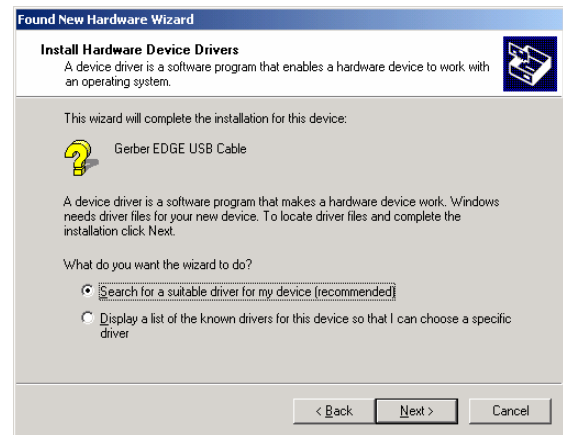 Found New Hardware Wizard
Install Hardware Device Drivers
A device driver is a software program that enables a hardware device to work with
an operating system.
This wizard will complete the installation for this device:
Gerber EDGE USB Cable
A device driver is a software program that makes a hardware device work. Windows
needs driver files for your new device. To locate driver files and complete the
installation click Next.
What do you want the wizard to do?
Search for a suitable driver for my device (recommended)
Display a list of the known drivers for this device so that I can choose a specific
driver
< Back Next > Cancel